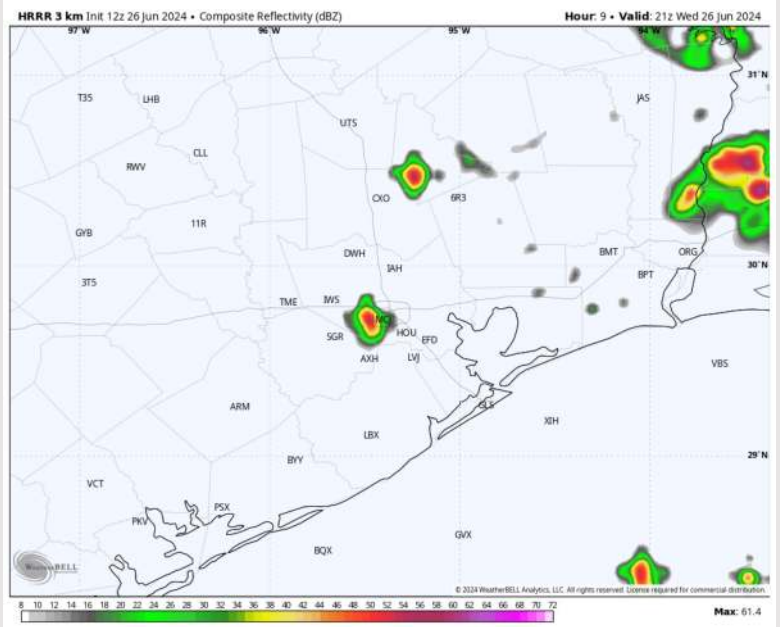 HRRR 3 km Init 12z 26 Jun 2024 • Composite Reflectivity (dBZ) Hour: 9 • Valid: 21z Wed 26 Jun 2024
97°W 96°W 95°W 94°W
31°N
T35 LHB JAS
UTS
CLL
RWV
CXO 6R3
11R
GYB
DWH BMT ORG
IAH 30°N
BPT
3T5
TME IWS
HOU
SGR EFD
AXH LVJ
VBS
ARM GLS
XIH
LBX
BYY 29°N
VCT
PSX
PKV
GVX
BQX
WeatherBELL
© 2024 WeatherBELL Analytics, LLC. All rights reserved. License required for commercial distribution.
8 10 12 14 16 18 20 22 24 26 28 30 32 34 36 38 40 42 44 46 48 50 52 54 56 58 60 62 64 66 68 70 72 Max: 61.4